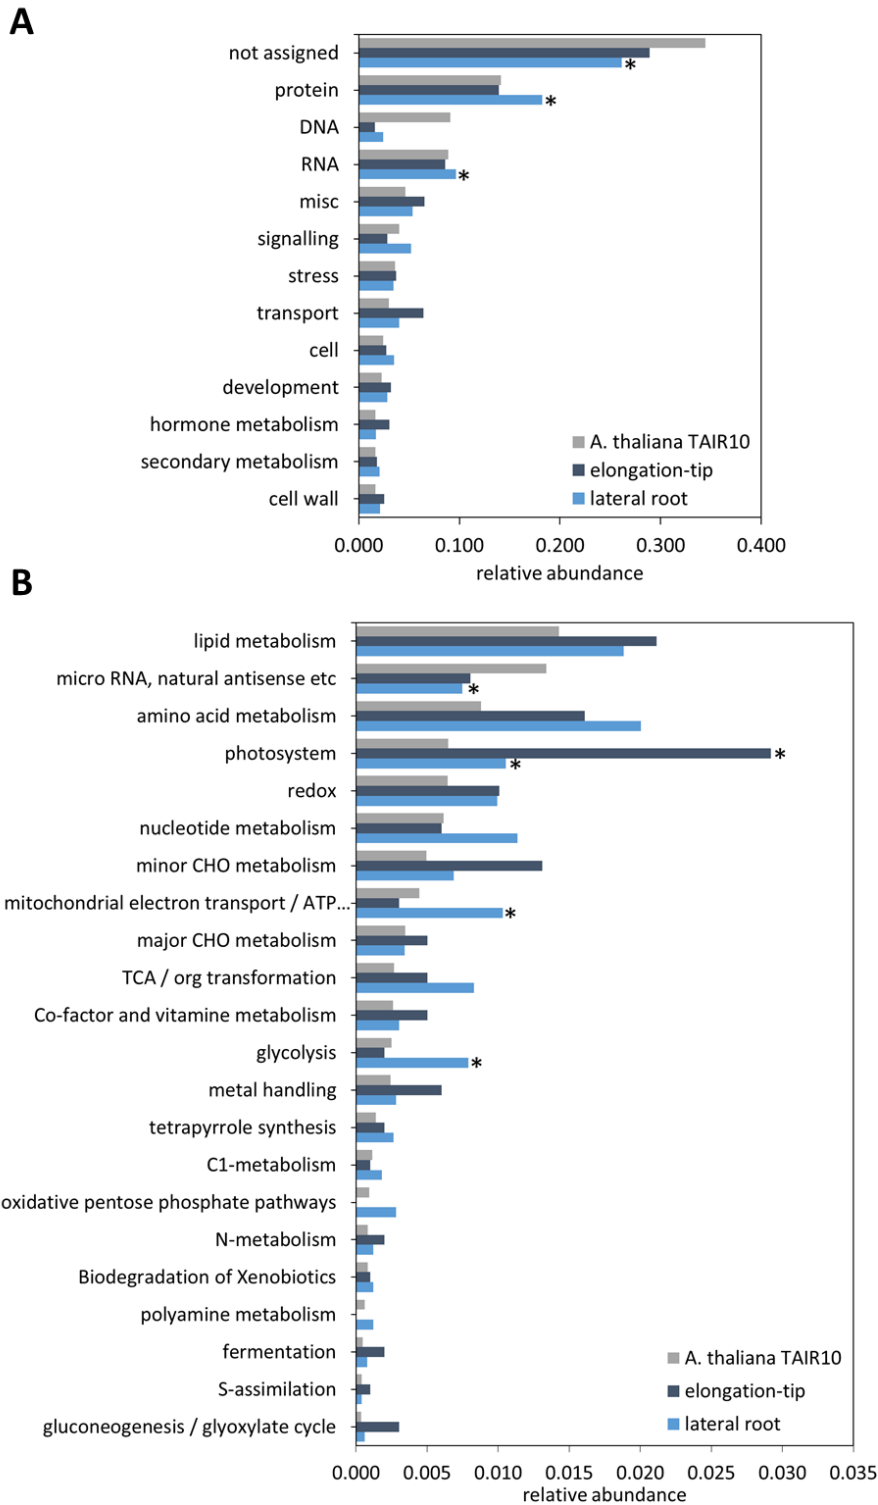 A
not assigned
*
protein
*
DNA
RNA
*
misc
signalling
stress
transport
cell
development
hormone metabolism
A. thaliana TAIR10
secondary metabolism
elongation-tip
cell wall
lateral root
0.000 0.100 0.200 0.300 0.400
relative abundance
B
lipid metabolism
micro RNA, natural antisense etc
*
amino acid metabolism
photosystem
*
*
redox
nucleotide metabolism
minor CHO metabolism
mitochondrial electron transport / ATP...
*
major CHO metabolism
TCA / org transformation
Co-factor and vitamine metabolism
glycolysis
*
metal handling
tetrapyrrole synthesis
C1-metabolism
oxidative pentose phosphate pathways
N-metabolism
Biodegradation of Xenobiotics
polyamine metabolism
fermentation
A. thaliana TAIR10
S-assimilation
elongation-tip
gluconeogenesis / glyoxylate cycle
lateral root
0.000 0.005 0.010 0.015 0.020 0.025 0.030 0.035
relative abundance